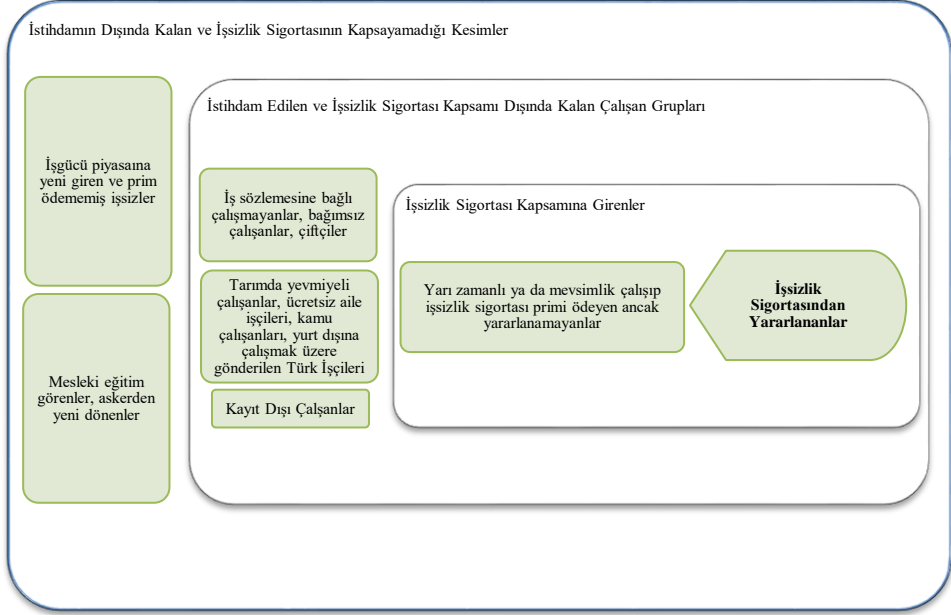 İstihdamın Dışında Kalan ve İşsizlik Sigortasının Kapsayamadığı Kesimler
İşgücü piyasaına
yeni giren ve prim
ödememiş işsizler
Mesleki eğitim
görenler, askerden
yeni dönenler
İstihdam Edilen ve İşsizlik Sigortası Kapsamı Dışında Kalan Çalışan Grupları
İş sözlemesine bağlı
çalışmayanlar, bağımsız
çalışanlar, çiftçiler
Tarımda yevmiyeli
çalışanlar, ücretsiz aile
işçileri, kamu
çalışanları, yurt dışına
çalışmak üzere
gönderilen Türk İşçileri
Kayıt Dışı Çalşanlar
İşsizlik Sigortası Kapsamına Girenler
Yarı zamanlı ya da mevsimlik çalışıp
işsizlik sigortası primi ödeyen ancak
yararlanamayanlar
İşsizlik
Sigortasından
Yararlananlar